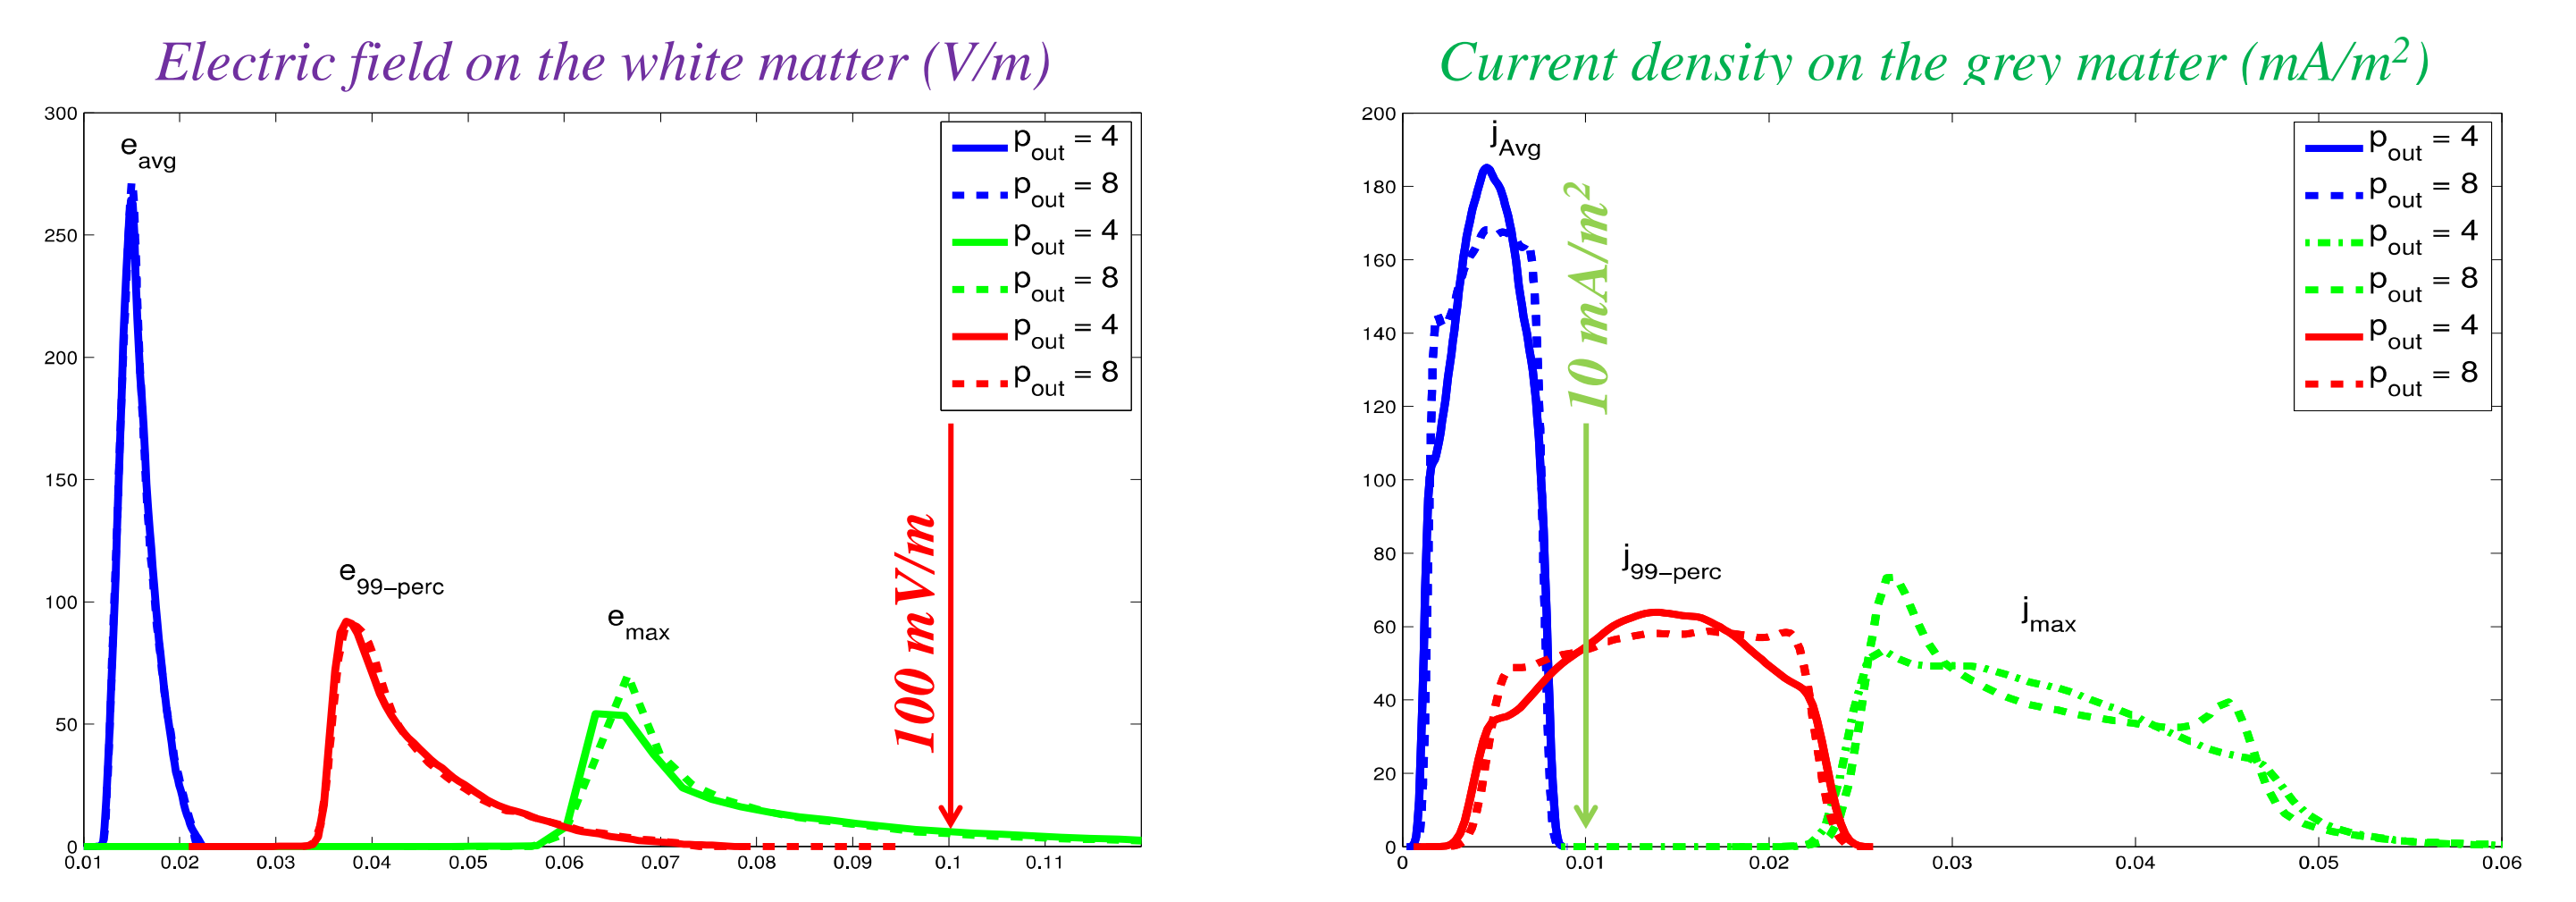 Electric field on the white matter (V/m)
300
250
200
150
100
50
0
0.01 0.02 0.03 0.04 0.05 0.06 0.07 0.08 0.09 0.1 0.11
e_avg
e_99-perc
e_max
p_out = 4
p_out = 8
p_out = 4
p_out = 8
p_out = 4
p_out = 8
100 mV/m
Current density on the grey matter (mA/m²)
200
180
160
140
120
100
80
60
40
20
0
0 0.01 0.02 0.03 0.04 0.05 0.06
j_Avg
j_99-perc
j_max
10 mA/m²
p_out = 4
p_out = 8
p_out = 4
p_out = 8
p_out = 4
p_out = 8